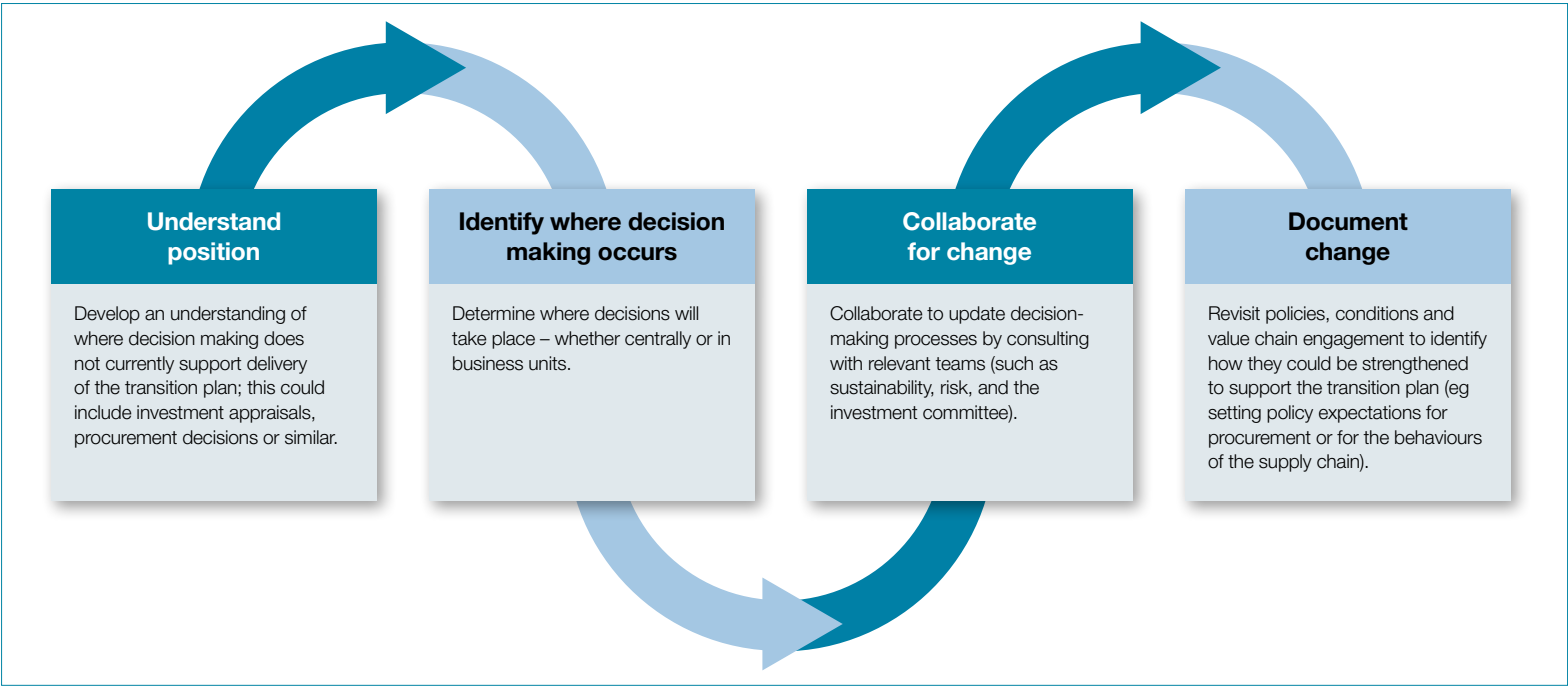 Understand
position
Develop an understanding of
where decision making does
not currently support delivery
of the transition plan; this could
include investment appraisals,
procurement decisions or similar.
Identify where decision
making occurs
Determine where decisions will
take place – whether centrally or in
business units.
Collaborate
for change
Collaborate to update decision-
making processes by consulting
with relevant teams (such as
sustainability, risk, and the
investment committee).
Document
change
Revisit policies, conditions and
value chain engagement to identify
how they could be strengthened
to support the transition plan (eg
setting policy expectations for
procurement or for the behaviours
of the supply chain).